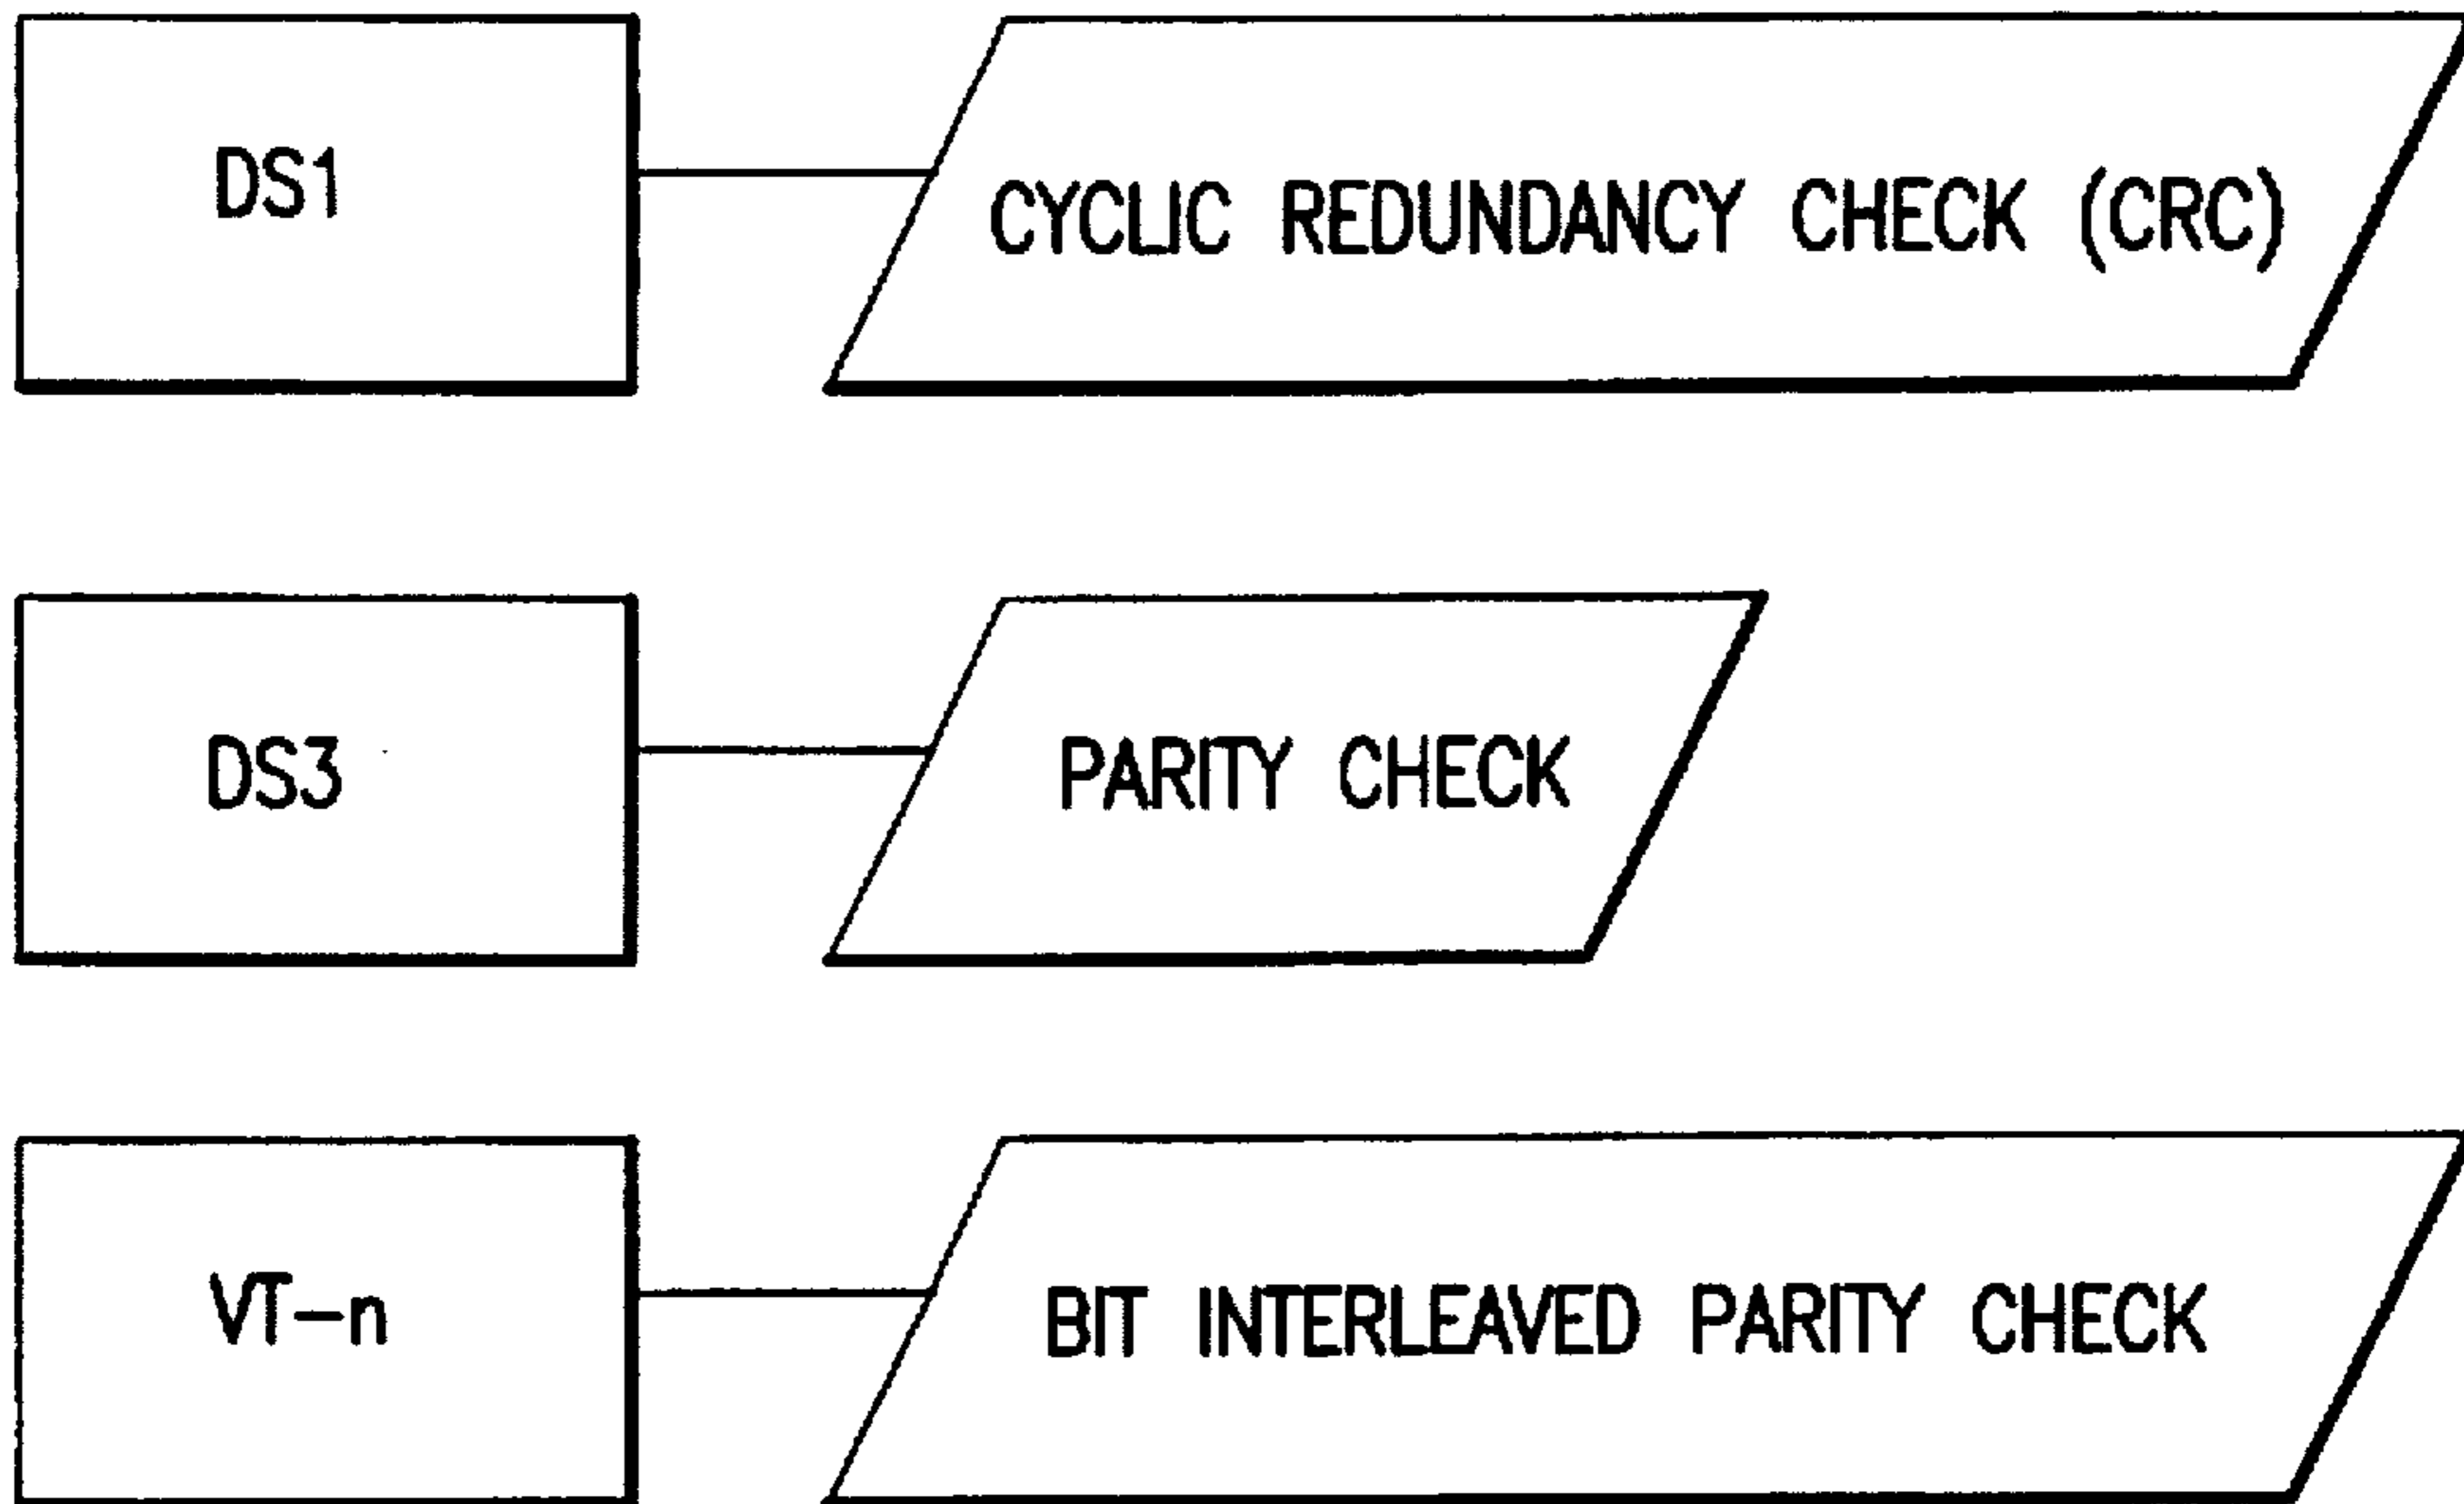 DS1
CYCLIC REDUNDANCY CHECK (CRC)
DS3
PARITY CHECK
VT-n
BIT INTERLEAVED PARITY CHECK